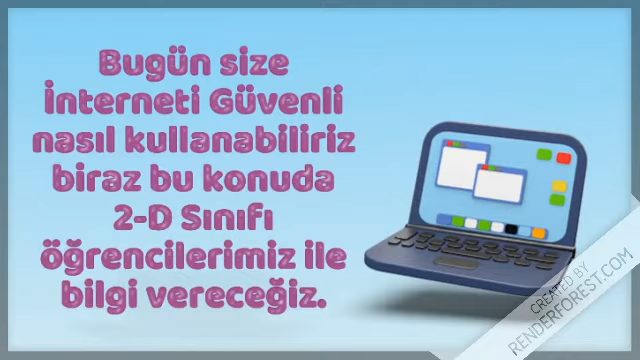 Bugün size
İnterneti Güvenli
nasıl kullanabiliriz
biraz bu konuda
2-D Sınıfı
öğrencilerimiz ile
bilgi vereceğiz.
CREATED BY
RENDERFOREST.COM